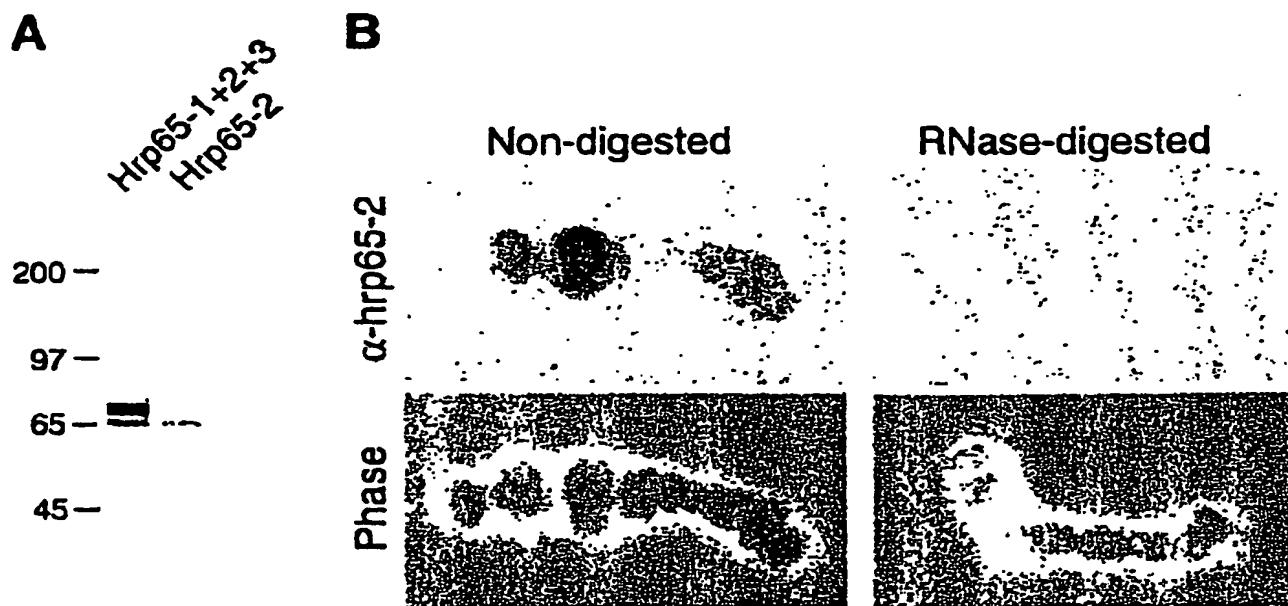 A
B
Hrp65-1+2+3
Hrp65-2
200
97
65
45
Non-digested
RNase-digested
α-hrp65-2
Phase